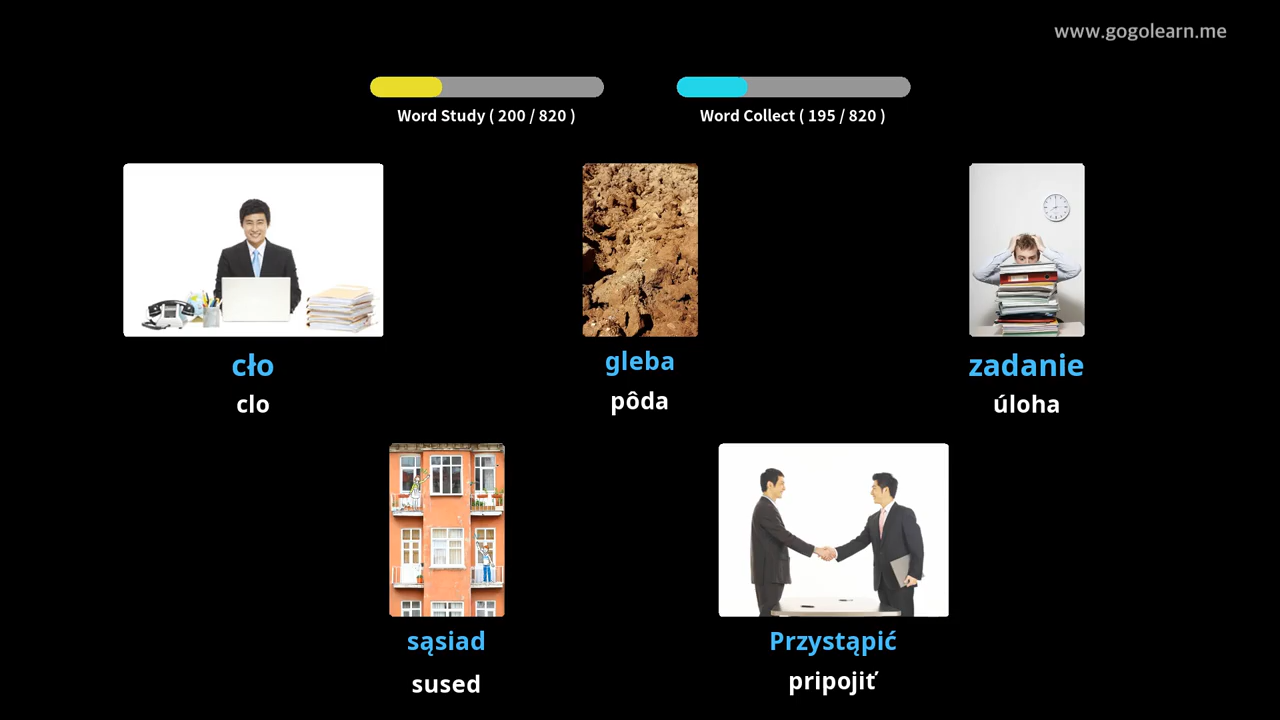 www.gogolearn.me
Word Study ( 200 / 820 )
Word Collect ( 195 / 820 )
cło
clo
gleba
pôda
zadanie
úloha
sąsiad
sused
Przystąpić
pripojiť